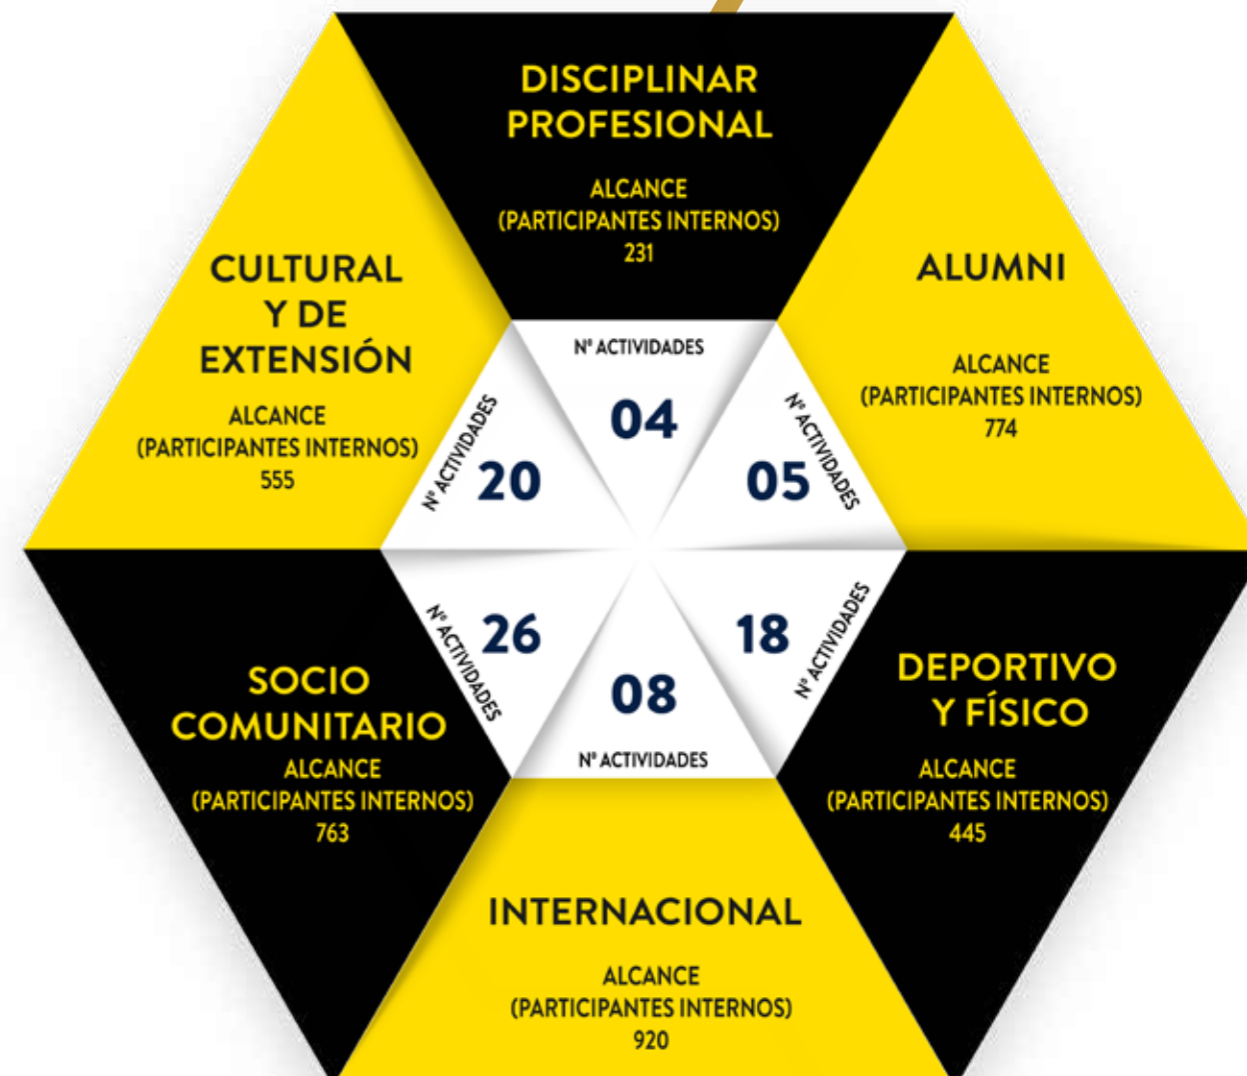 DISCIPLINAR
PROFESIONAL
ALCANCE
(PARTICIPANTES INTERNOS)
231
Nº ACTIVIDADES
04
ALUMNI
ALCANCE
(PARTICIPANTES INTERNOS)
774
Nº ACTIVIDADES
05
DEPORTIVO
Y FÍSICO
ALCANCE
(PARTICIPANTES INTERNOS)
445
Nº ACTIVIDADES
18
INTERNACIONAL
ALCANCE
(PARTICIPANTES INTERNOS)
920
Nº ACTIVIDADES
08
SOCIO
COMUNITARIO
ALCANCE
(PARTICIPANTES INTERNOS)
763
Nº ACTIVIDADES
26
CULTURAL
Y DE
EXTENSIÓN
ALCANCE
(PARTICIPANTES INTERNOS)
555
Nº ACTIVIDADES
20